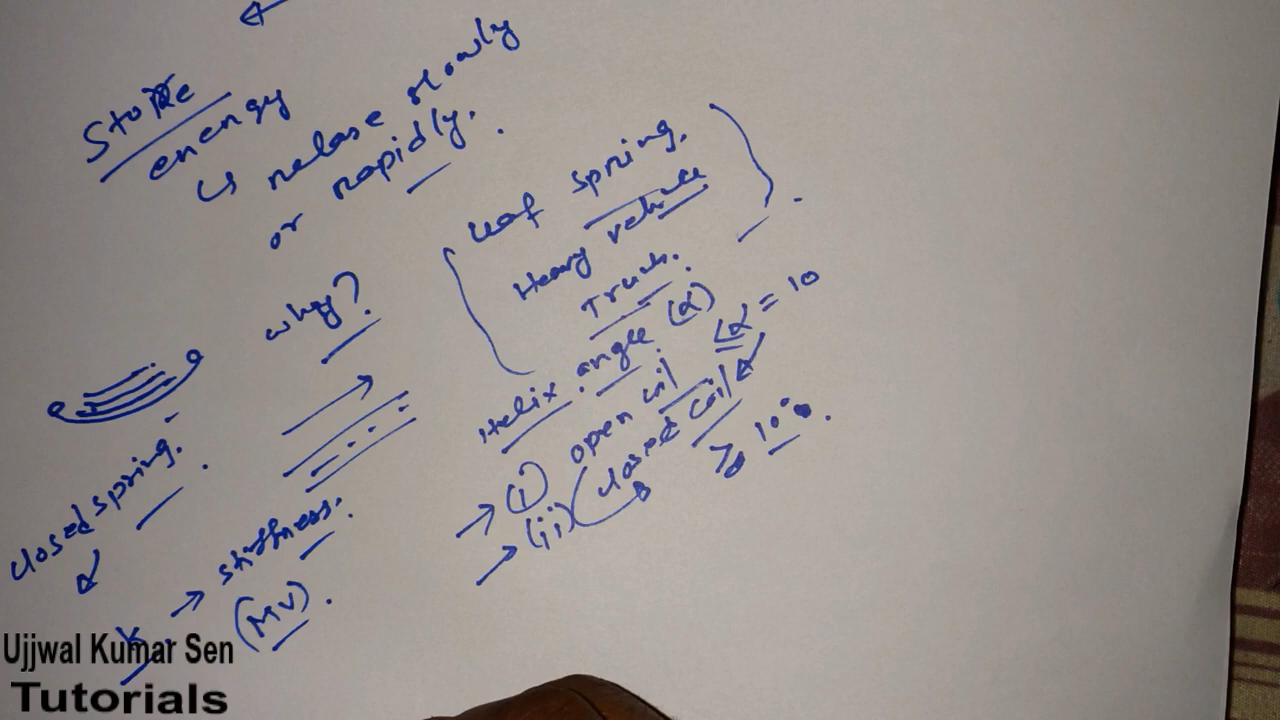 Store
energy
↳ relase slowly
or rapidly.
why?
closed spring.
K → stiffness.
(MV).
leaf spring.
Heavy vehicle
Truck.
Helix angle (α)
→ (i) open coil
→ (ii) closed coil
α = 10
10°
Ujjwal Kumar Sen
Tutorials